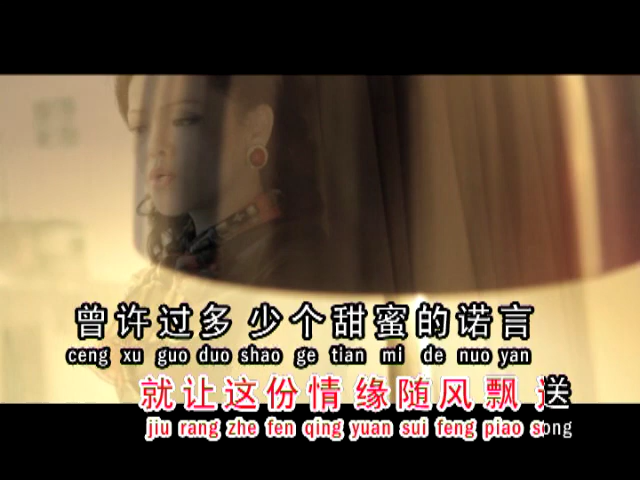 曾许过多少个甜蜜的诺言
ceng xu guo duo shao ge tian mi de nuo yan
就让这份情缘随风飘送
jiu rang zhe fen qing yuan sui feng piao song